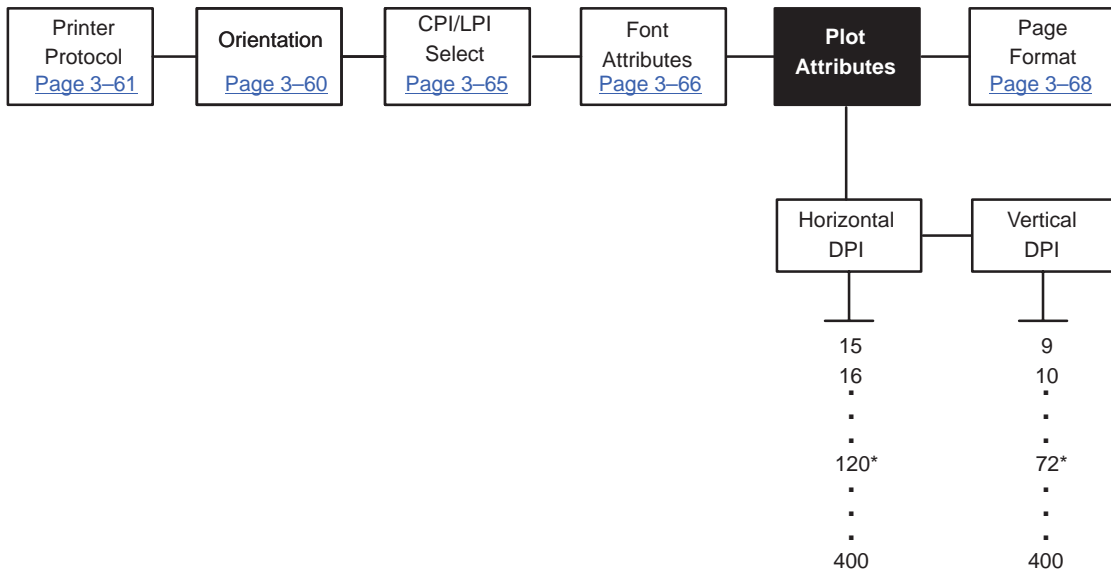 Printer
Protocol
Page 3–61
Orientation
Page 3–60
CPI/LPI
Select
Page 3–65
Font
Attributes
Page 3–66
Plot
Attributes
Page
Format
Page 3–68
Horizontal
DPI
Vertical
DPI
15
16
120*
400
9
10
72*
400